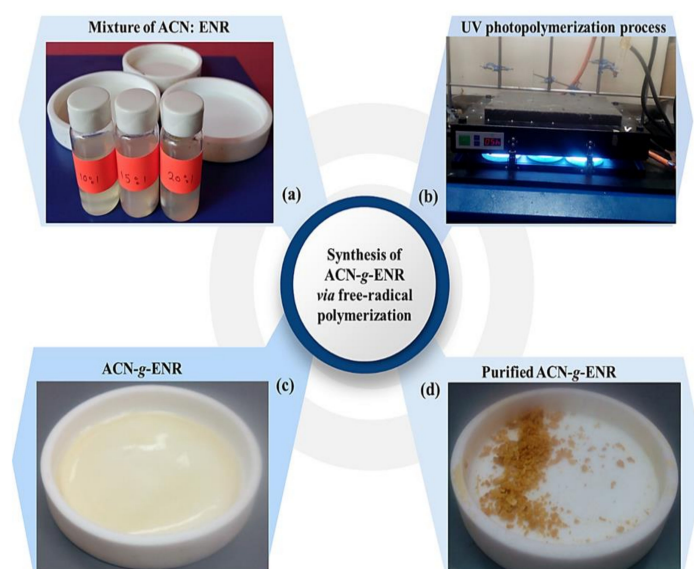 Mixture of ACN: ENR
UV photopolymerization process
10%1
15%1
20%1
(a)
(b)
Synthesis of
ACN-g-ENR
via free-radical
polymerization
ACN-g-ENR
Purified ACN-g-ENR
(c)
(d)